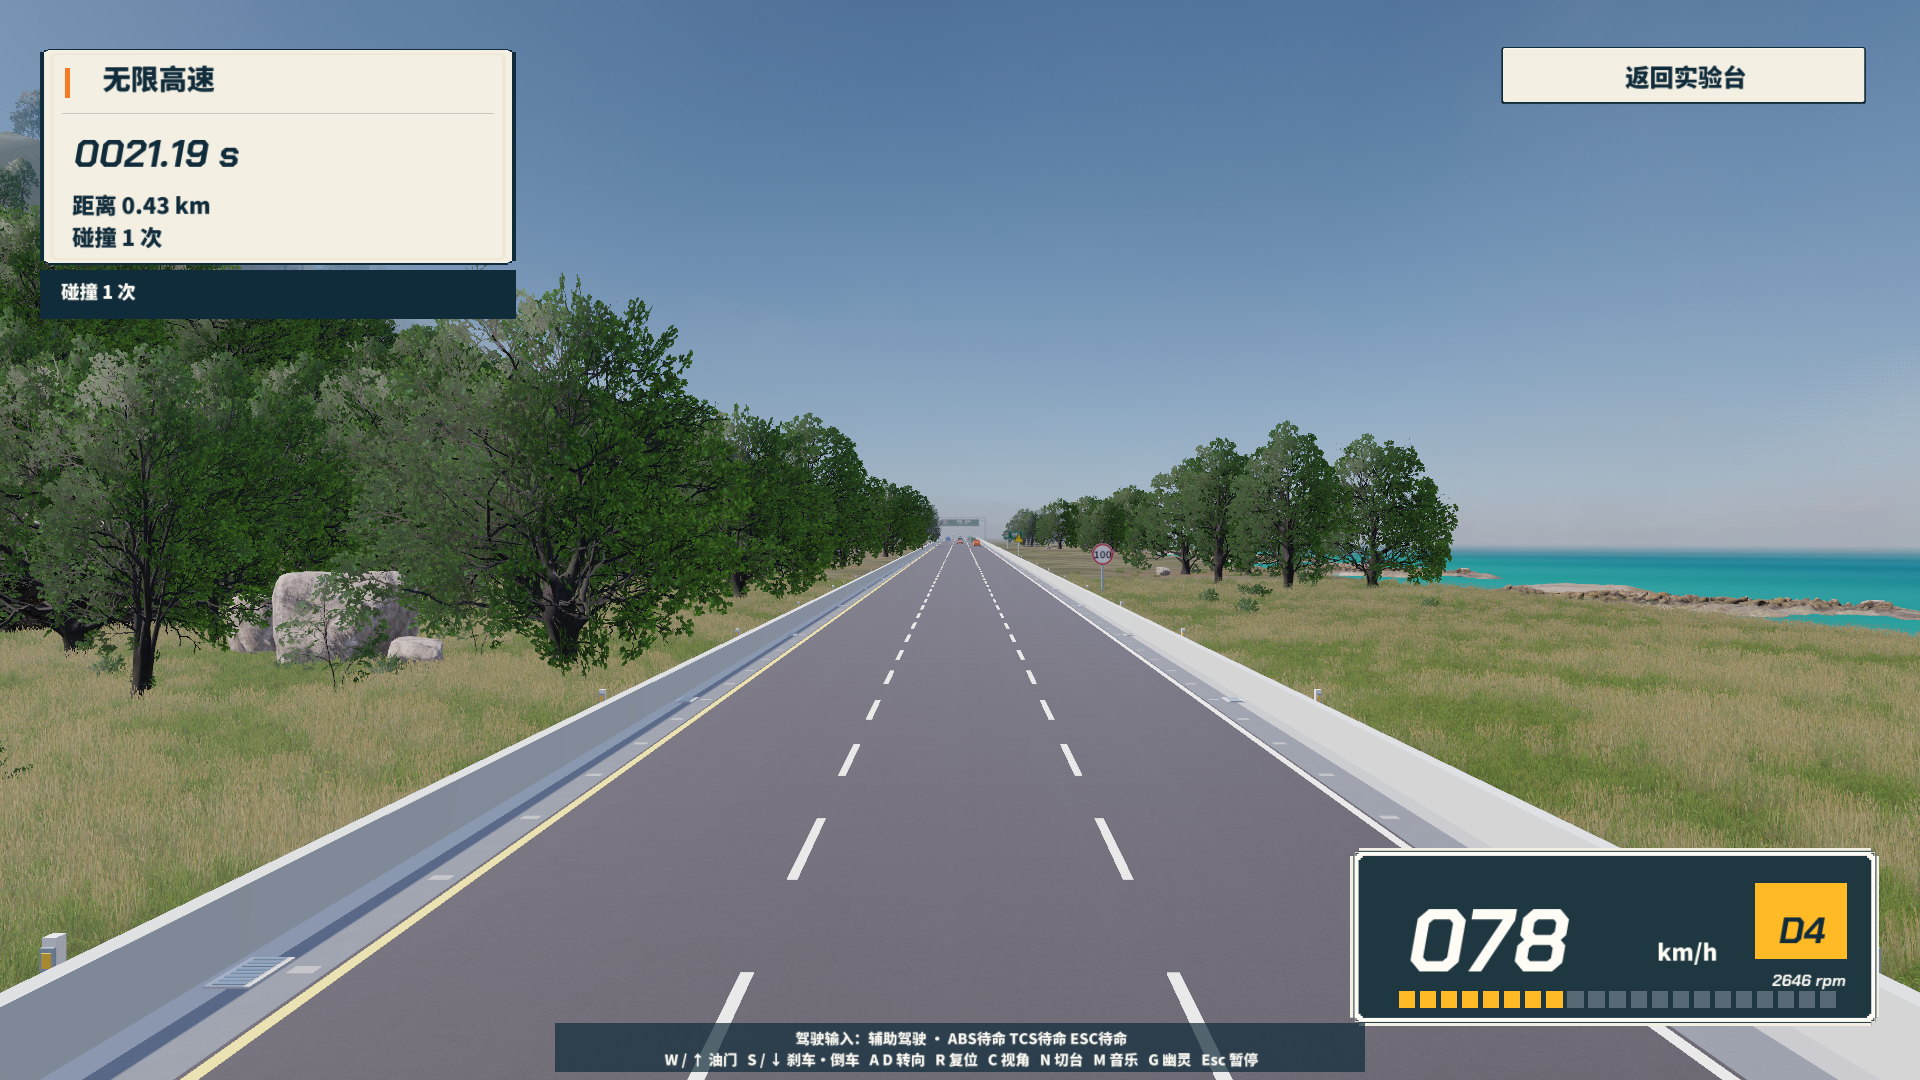 无限高速
0021.19 s
距离 0.43 km
碰撞 1 次
碰撞 1 次
返回实验台
100
078 km/h
D4
2646 rpm
驾驶输入：辅助驾驶 · ABS待命 TCS待命 ESC待命
W / ↑ 油门 S / ↓ 刹车 · 倒车 A D 转向 R 复位 C 视角 N 切台 M 音乐 G 幽灵 Esc 暂停